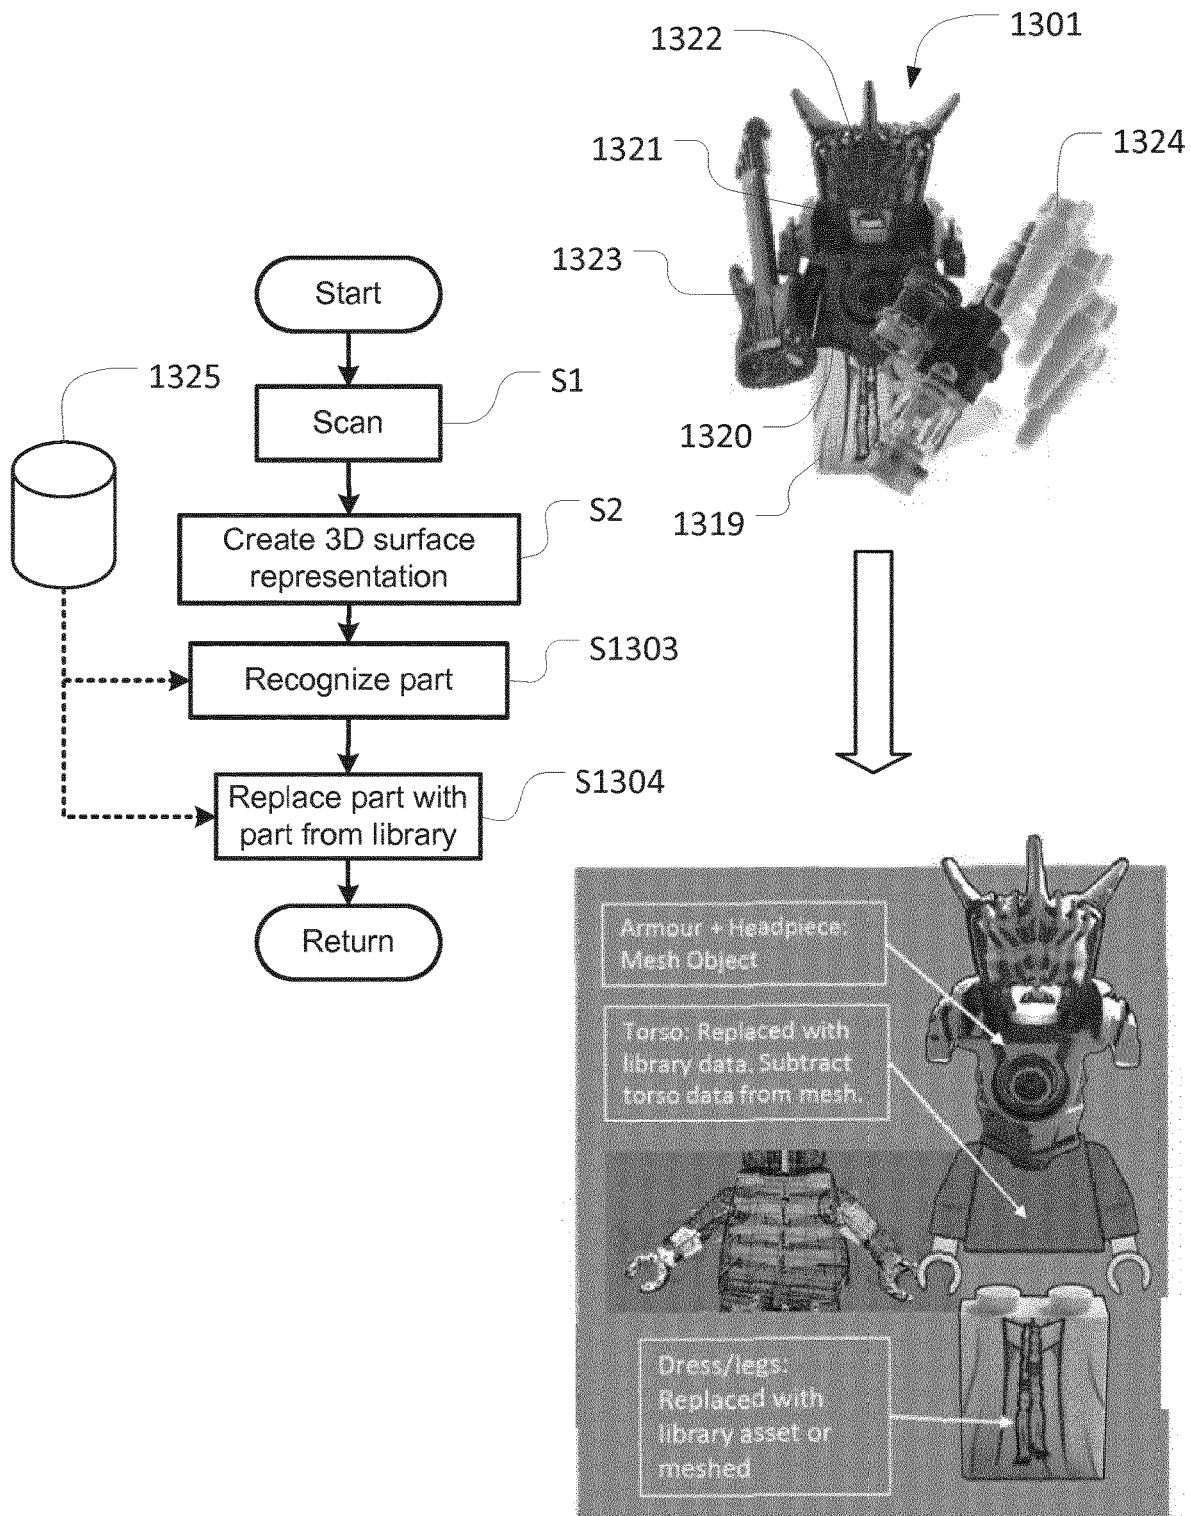 1322
1301
1321
1324
1323
Start
1325
S1
Scan
1320
S2
1319
Create 3D surface
representation
S1303
Recognize part
S1304
Replace part with
part from library
Return
Armour + Headpiece:
Mesh Object
Torso: Replaced with
library data. Subtract
torso data from mesh.
Dress/legs:
Replaced with
library asset or
meshed